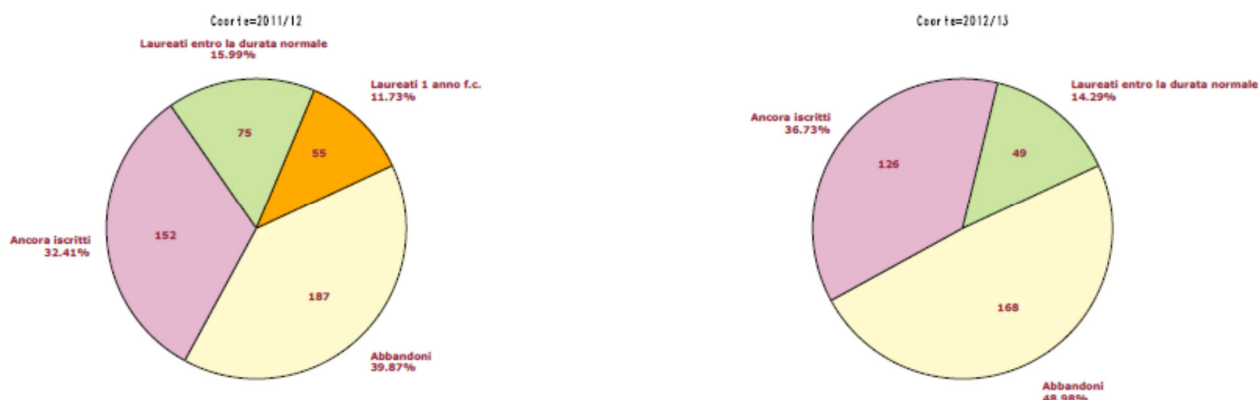 Coorte=2011/12
Laureati entro la durata normale
15.99%
Laureati 1 anno f.c.
11.73%
75
55
Ancora iscritti
32.41%
152
187
Abbandoni
39.87%
Coorte=2012/13
Laureati entro la durata normale
14.29%
Ancora iscritti
36.73%
126
49
168
Abbandoni
48.98%